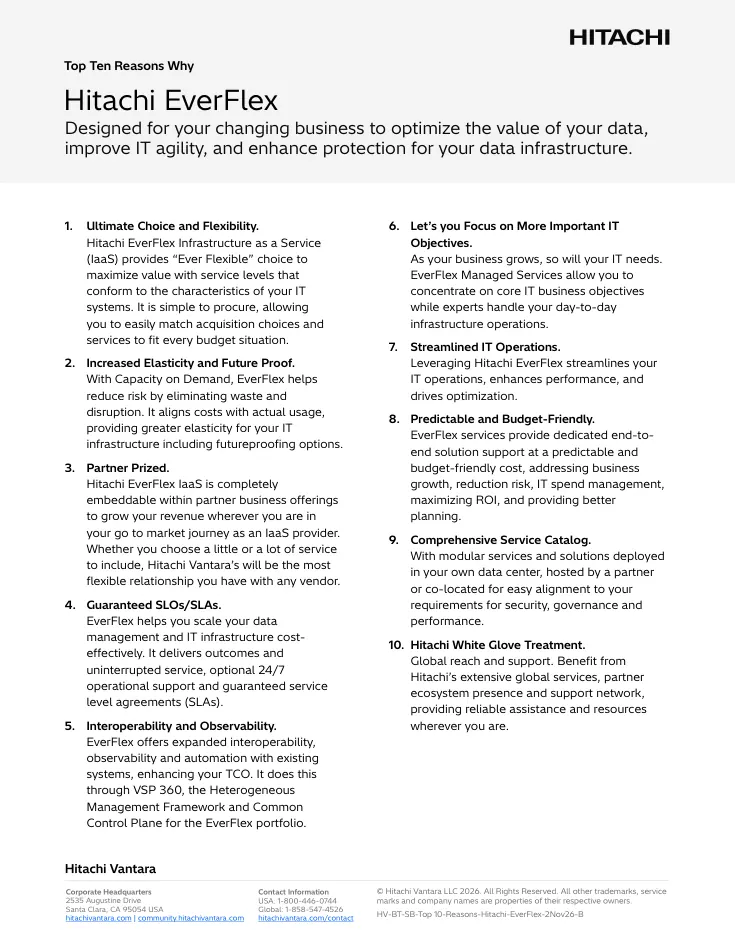 HITACHI
Top Ten Reasons Why
Hitachi EverFlex
Designed for your changing business to optimize the value of your data,
improve IT agility, and enhance protection for your data infrastructure.
1. Ultimate Choice and Flexibility.
Hitachi EverFlex Infrastructure as a Service
(IaaS) provides “Ever Flexible” choice to
maximize value with service levels that
conform to the characteristics of your IT
systems. It is simple to procure, allowing
you to easily match acquisition choices and
services to fit every budget situation.
2. Increased Elasticity and Future Proof.
With Capacity on Demand, EverFlex helps
reduce risk by eliminating waste and
disruption. It aligns costs with actual usage,
providing greater elasticity for your IT
infrastructure including futureproofing options.
3. Partner Prized.
Hitachi EverFlex IaaS is completely
embeddable within partner business offerings
to grow your revenue wherever you are in
your go to market journey as an IaaS provider.
Whether you choose a little or a lot of service
to include, Hitachi Vantara’s will be the most
flexible relationship you have with any vendor.
4. Guaranteed SLOs/SLAs.
EverFlex helps you scale your data
management and IT infrastructure cost-
effectively. It delivers outcomes and
uninterrupted service, optional 24/7
operational support and guaranteed service
level agreements (SLAs).
5. Interoperability and Observability.
EverFlex offers expanded interoperability,
observability and automation with existing
systems, enhancing your TCO. It does this
through VSP 360, the Heterogeneous
Management Framework and Common
Control Plane for the EverFlex portfolio.
6. Let’s you Focus on More Important IT
Objectives.
As your business grows, so will your IT needs.
EverFlex Managed Services allow you to
concentrate on core IT business objectives
while experts handle your day-to-day
infrastructure operations.
7. Streamlined IT Operations.
Leveraging Hitachi EverFlex streamlines your
IT operations, enhances performance, and
drives optimization.
8. Predictable and Budget-Friendly.
EverFlex services provide dedicated end-to-
end solution support at a predictable and
budget-friendly cost, addressing business
growth, reduction risk, IT spend management,
maximizing ROI, and providing better
planning.
9. Comprehensive Service Catalog.
With modular services and solutions deployed
in your own data center, hosted by a partner
or co-located for easy alignment to your
requirements for security, governance and
performance.
10. Hitachi White Glove Treatment.
Global reach and support. Benefit from
Hitachi’s extensive global services, partner
ecosystem presence and support network,
providing reliable assistance and resources
wherever you are.
Hitachi Vantara
Corporate Headquarters
2535 Augustine Drive
Santa Clara, CA 95054 USA
hitachivantara.com | community.hitachivantara.com
Contact Information
USA: 1-800-446-0744
Global: 1-858-547-4526
hitachivantara.com/contact
© Hitachi Vantara LLC 2026. All Rights Reserved. All other trademarks, service
marks and company names are properties of their respective owners.
HV-BT-SB-Top 10-Reasons-Hitachi-EverFlex-2Nov26-B